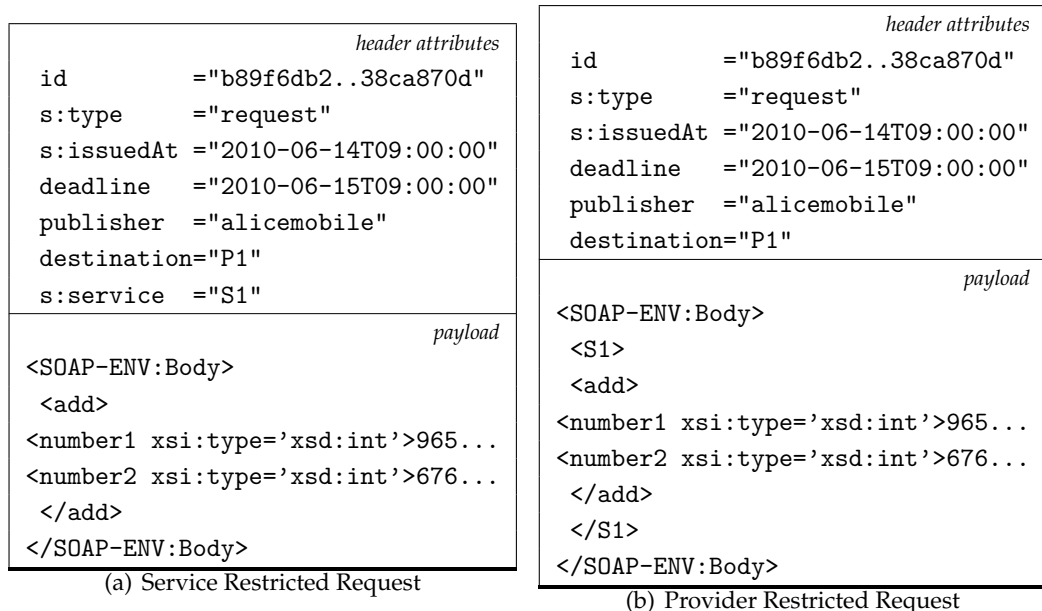 header attributes
id ="b89f6db2..38ca870d"
s:type ="request"
s:issuedAt ="2010-06-14T09:00:00"
deadline ="2010-06-15T09:00:00"
publisher ="alicemobile"
destination="P1"
s:service ="S1"
payload
<SOAP-ENV:Body>
<add>
<number1 xsi:type='xsd:int'>965...
<number2 xsi:type='xsd:int'>676...
</add>
</SOAP-ENV:Body>
(a) Service Restricted Request
header attributes
id ="b89f6db2..38ca870d"
s:type ="request"
s:issuedAt ="2010-06-14T09:00:00"
deadline ="2010-06-15T09:00:00"
publisher ="alicemobile"
destination="P1"
payload
<SOAP-ENV:Body>
<S1>
<add>
<number1 xsi:type='xsd:int'>965...
<number2 xsi:type='xsd:int'>676...
</add>
</S1>
</SOAP-ENV:Body>
(b) Provider Restricted Request